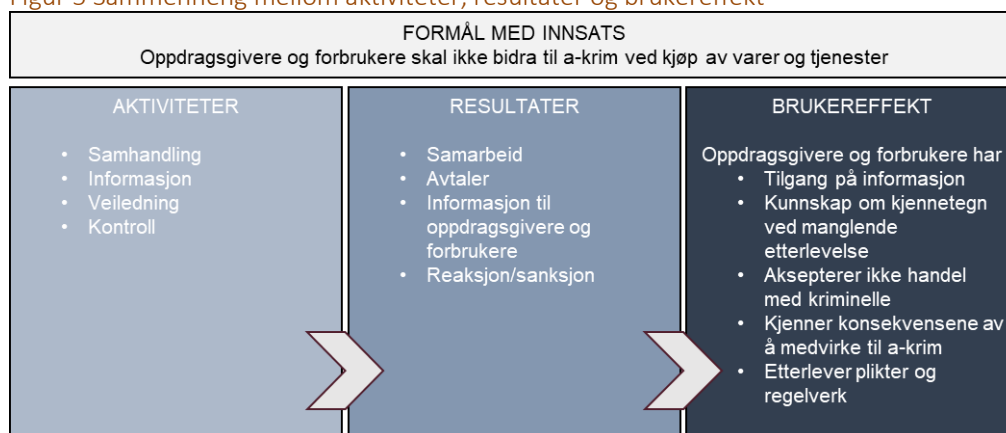 Figur 3 Sammenheng mellom aktiviteter, resultater og brukereffekt
FORMÅL MED INNSATS
Oppdragsgivere og forbrukere skal ikke bidra til a-krim ved kjøp av varer og tjenester
AKTIVITETER
• Samhandling
• Informasjon
• Veiledning
• Kontroll
RESULTATER
• Samarbeid
• Avtaler
• Informasjon til
oppdragsgivere og
forbrukere
• Reaksjon/sanksjon
BRUKEREFFEKT
Oppdragsgivere og forbrukere har
• Tilgang på informasjon
• Kunnskap om kjennetegn
ved manglende
etterlevelse
• Aksepterer ikke handel
med kriminelle
• Kjenner konsekvensene av
å medvirke til a-krim
• Etterlever plikter og
regelverk